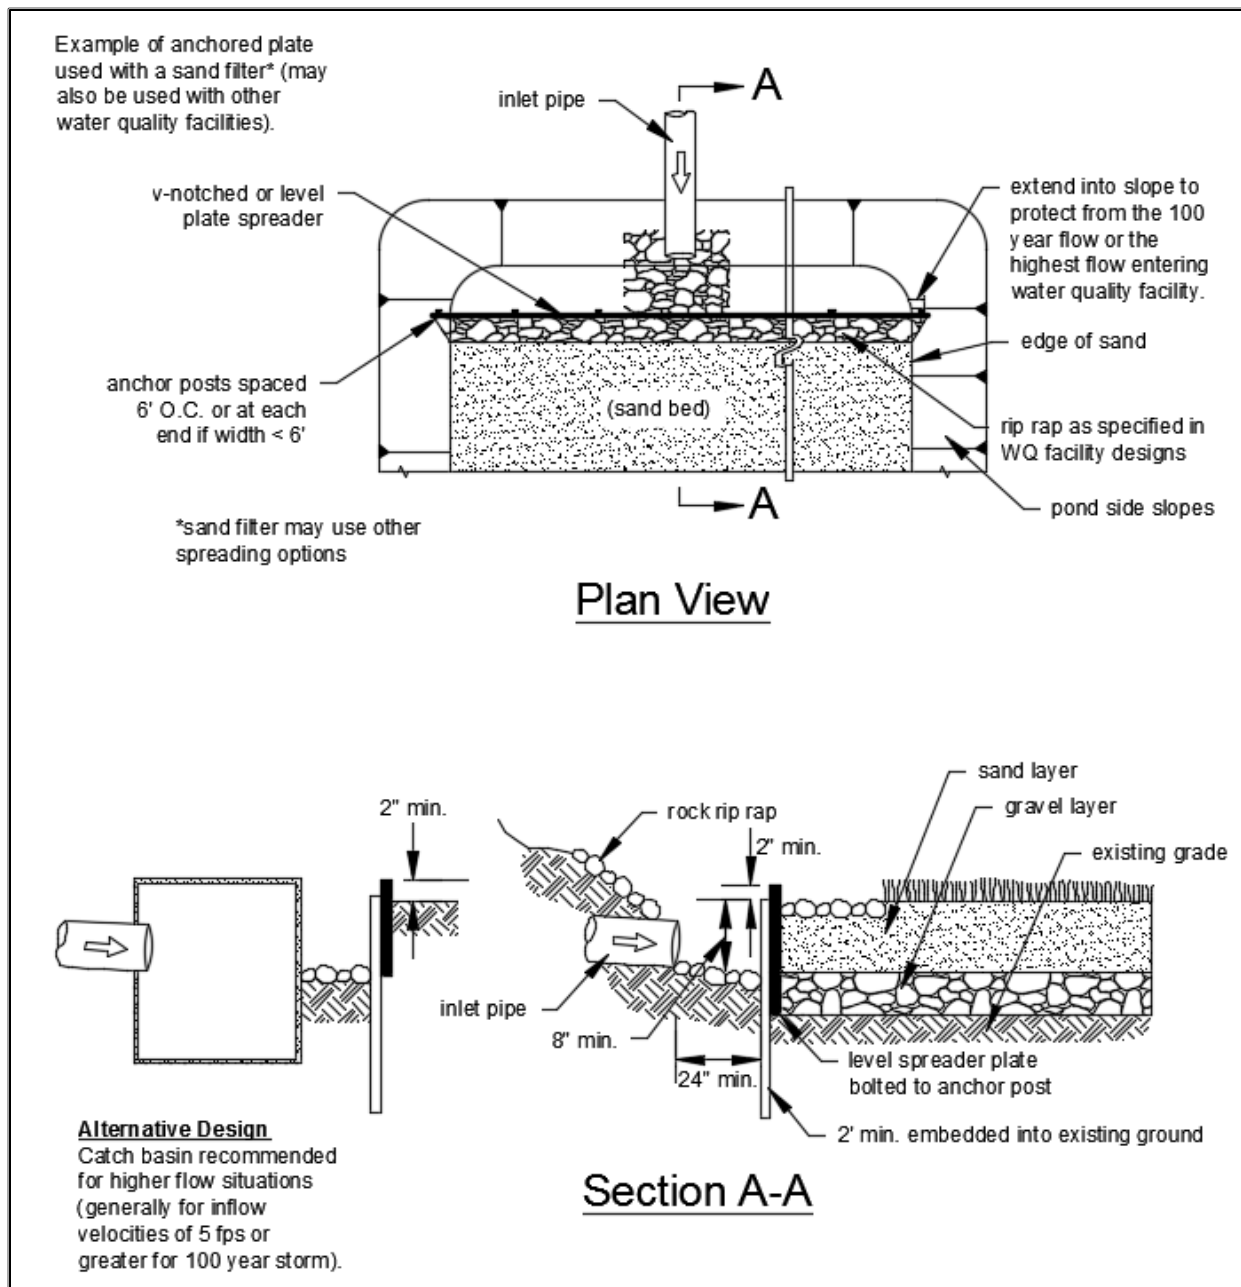 Example of anchored plate
used with a sand filter* (may
also be used with other
water quality facilities).
inlet pipe
A
v-notched or level
plate spreader
extend into slope to
protect from the 100
year flow or the
highest flow entering
water quality facility.
edge of sand
anchor posts spaced
6' O.C. or at each
end if width < 6'
(sand bed)
rip rap as specified in
WQ facility designs
pond side slopes
A
*sand filter may use other
spreading options
Plan View
sand layer
gravel layer
existing grade
2" min.
rock rip rap
2" min.
inlet pipe
8" min.
24" min.
level spreader plate
bolted to anchor post
2' min. embedded into existing ground
Alternative Design
Catch basin recommended
for higher flow situations
(generally for inflow
velocities of 5 fps or
greater for 100 year storm).
Section A-A